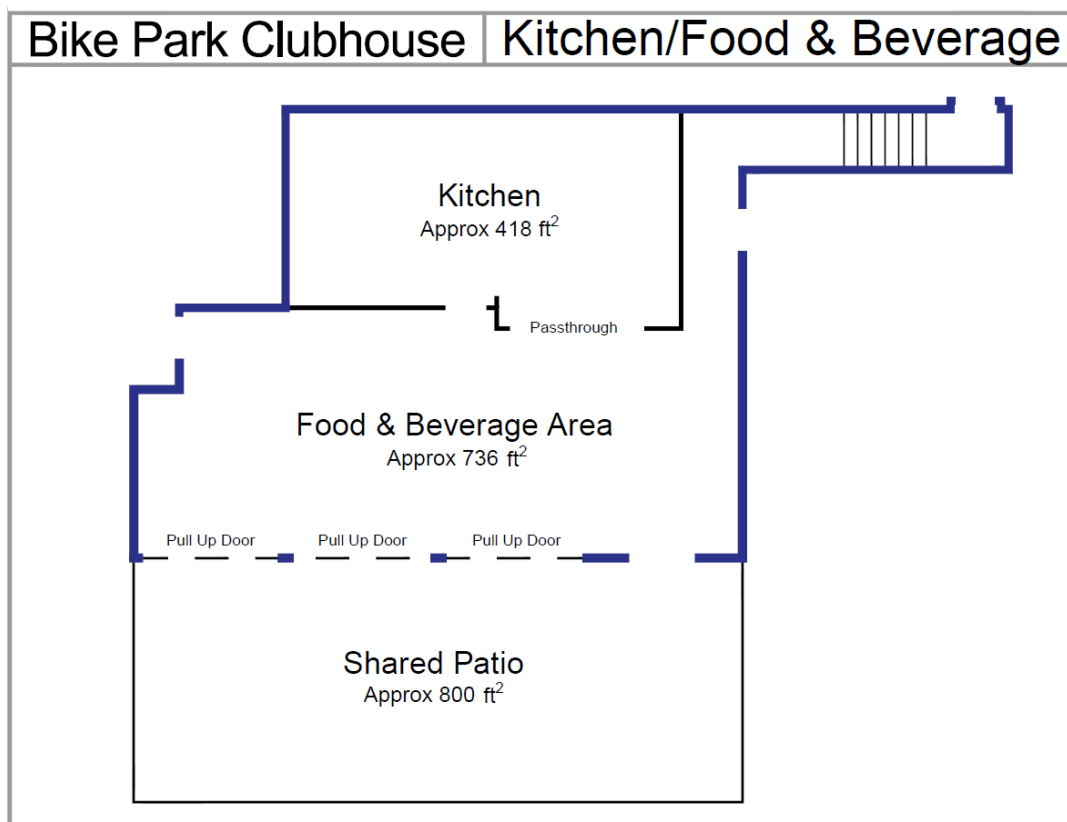 Bike Park Clubhouse
Kitchen/Food & Beverage
Kitchen
Approx 418 ft²
Passthrough
Food & Beverage Area
Approx 736 ft²
Pull Up Door
Pull Up Door
Pull Up Door
Shared Patio
Approx 800 ft²